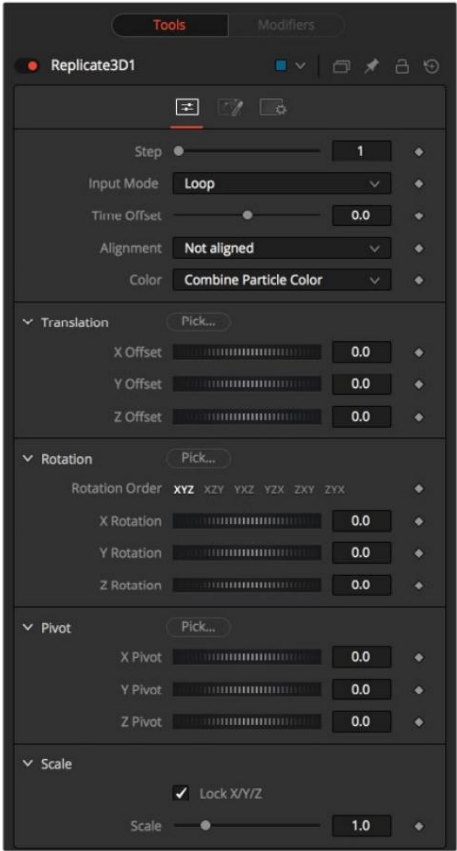 Tools Modifiers
Replicate3D1
Step 1
Input Mode Loop
Time Offset 0.0
Alignment Not aligned
Color Combine Particle Color
Translation Pick...
X Offset 0.0
Y Offset 0.0
Z Offset 0.0
Rotation Pick...
Rotation Order XYZ XZY YXZ YZX ZXY ZYX
X Rotation 0.0
Y Rotation 0.0
Z Rotation 0.0
Pivot Pick...
X Pivot 0.0
Y Pivot 0.0
Z Pivot 0.0
Scale
Lock X/Y/Z
Scale 1.0